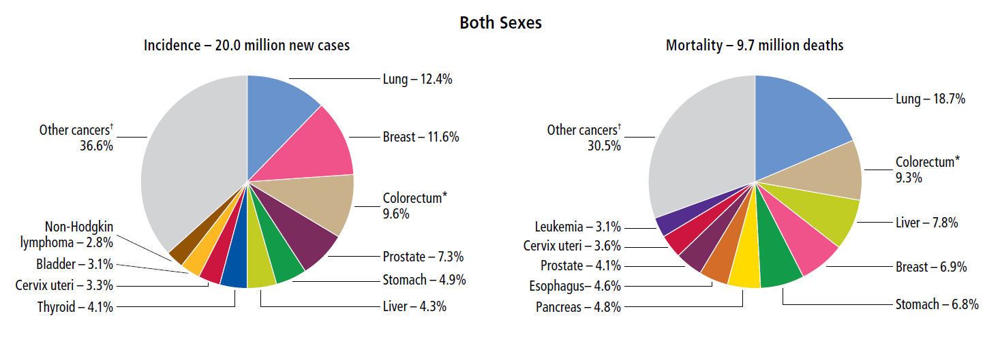 Both Sexes
Incidence – 20.0 million new cases
Lung – 12.4%
Breast – 11.6%
Colorectum*
9.6%
Prostate – 7.3%
Stomach – 4.9%
Liver – 4.3%
Thyroid – 4.1%
Cervix uteri – 3.3%
Bladder – 3.1%
Non-Hodgkin
lymphoma – 2.8%
Other cancers†
36.6%
Mortality – 9.7 million deaths
Lung – 18.7%
Colorectum*
9.3%
Liver – 7.8%
Breast – 6.9%
Stomach – 6.8%
Pancreas – 4.8%
Esophagus– 4.6%
Prostate – 4.1%
Cervix uteri – 3.6%
Leukemia – 3.1%
Other cancers†
30.5%